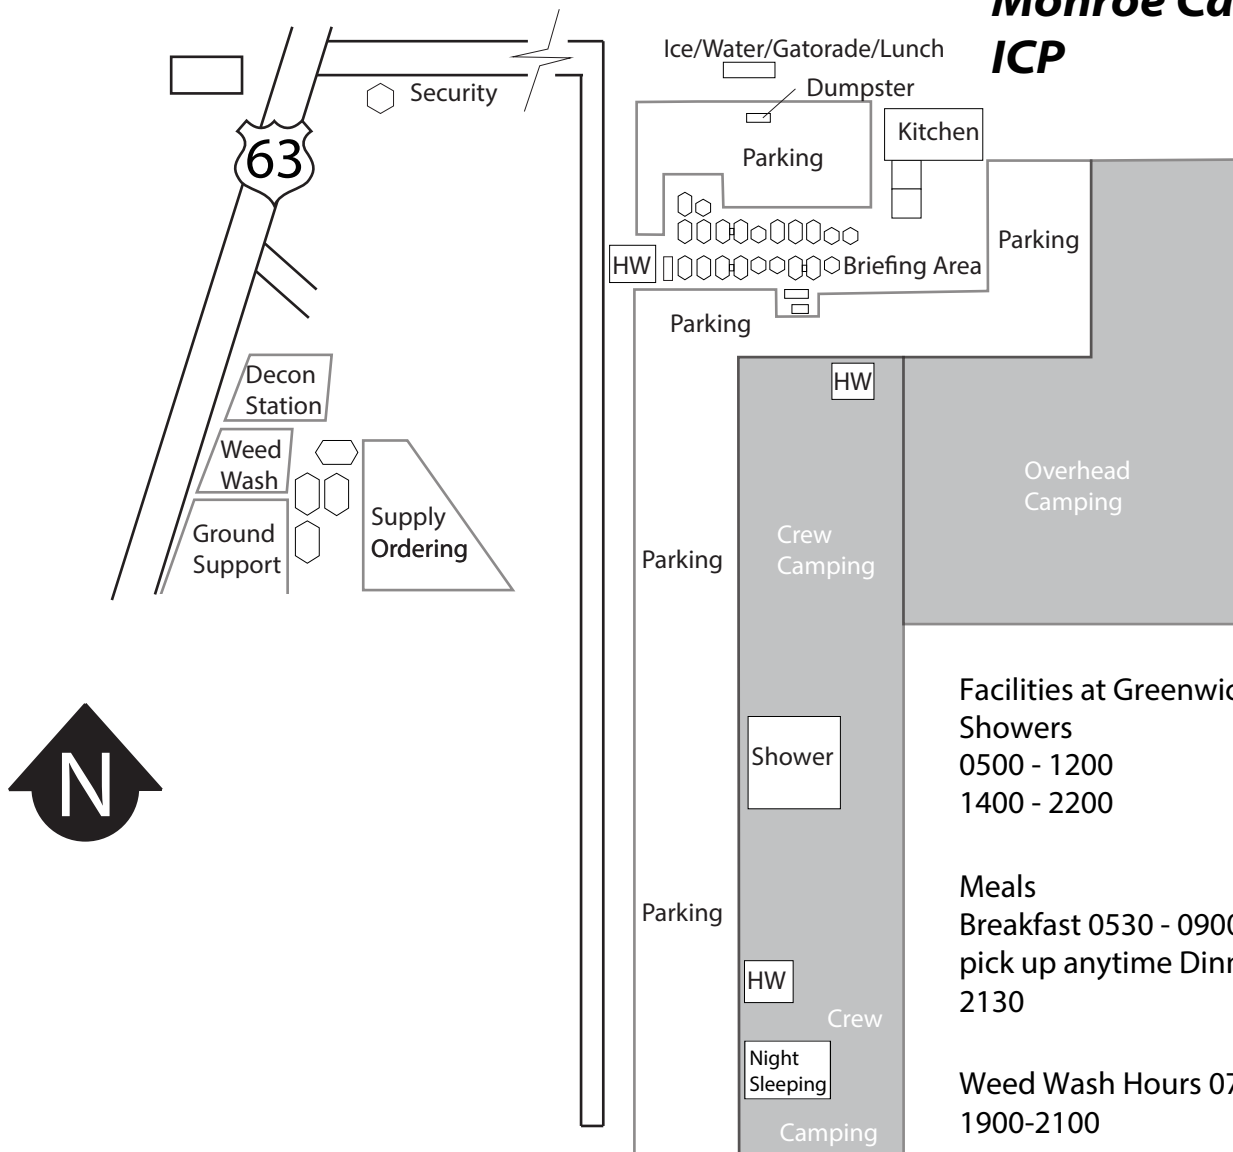 Monroe Ca
ICP
Ice/Water/Gatorade/Lunch
Security
Dumpster
Kitchen
63
Parking
Parking
HW
Briefing Area
Parking
Decon
Station
HW
Weed
Wash
Overhead
Camping
Supply
Ordering
Ground
Support
Crew
Camping
Parking
N
Facilities at Greenwic
Showers
0500 - 1200
1400 - 2200
Shower
Meals
Breakfast 0530 - 0900
pick up anytime Dinn
2130
Parking
HW
Crew
Night
Sleeping
Weed Wash Hours 07
1900-2100
Camping